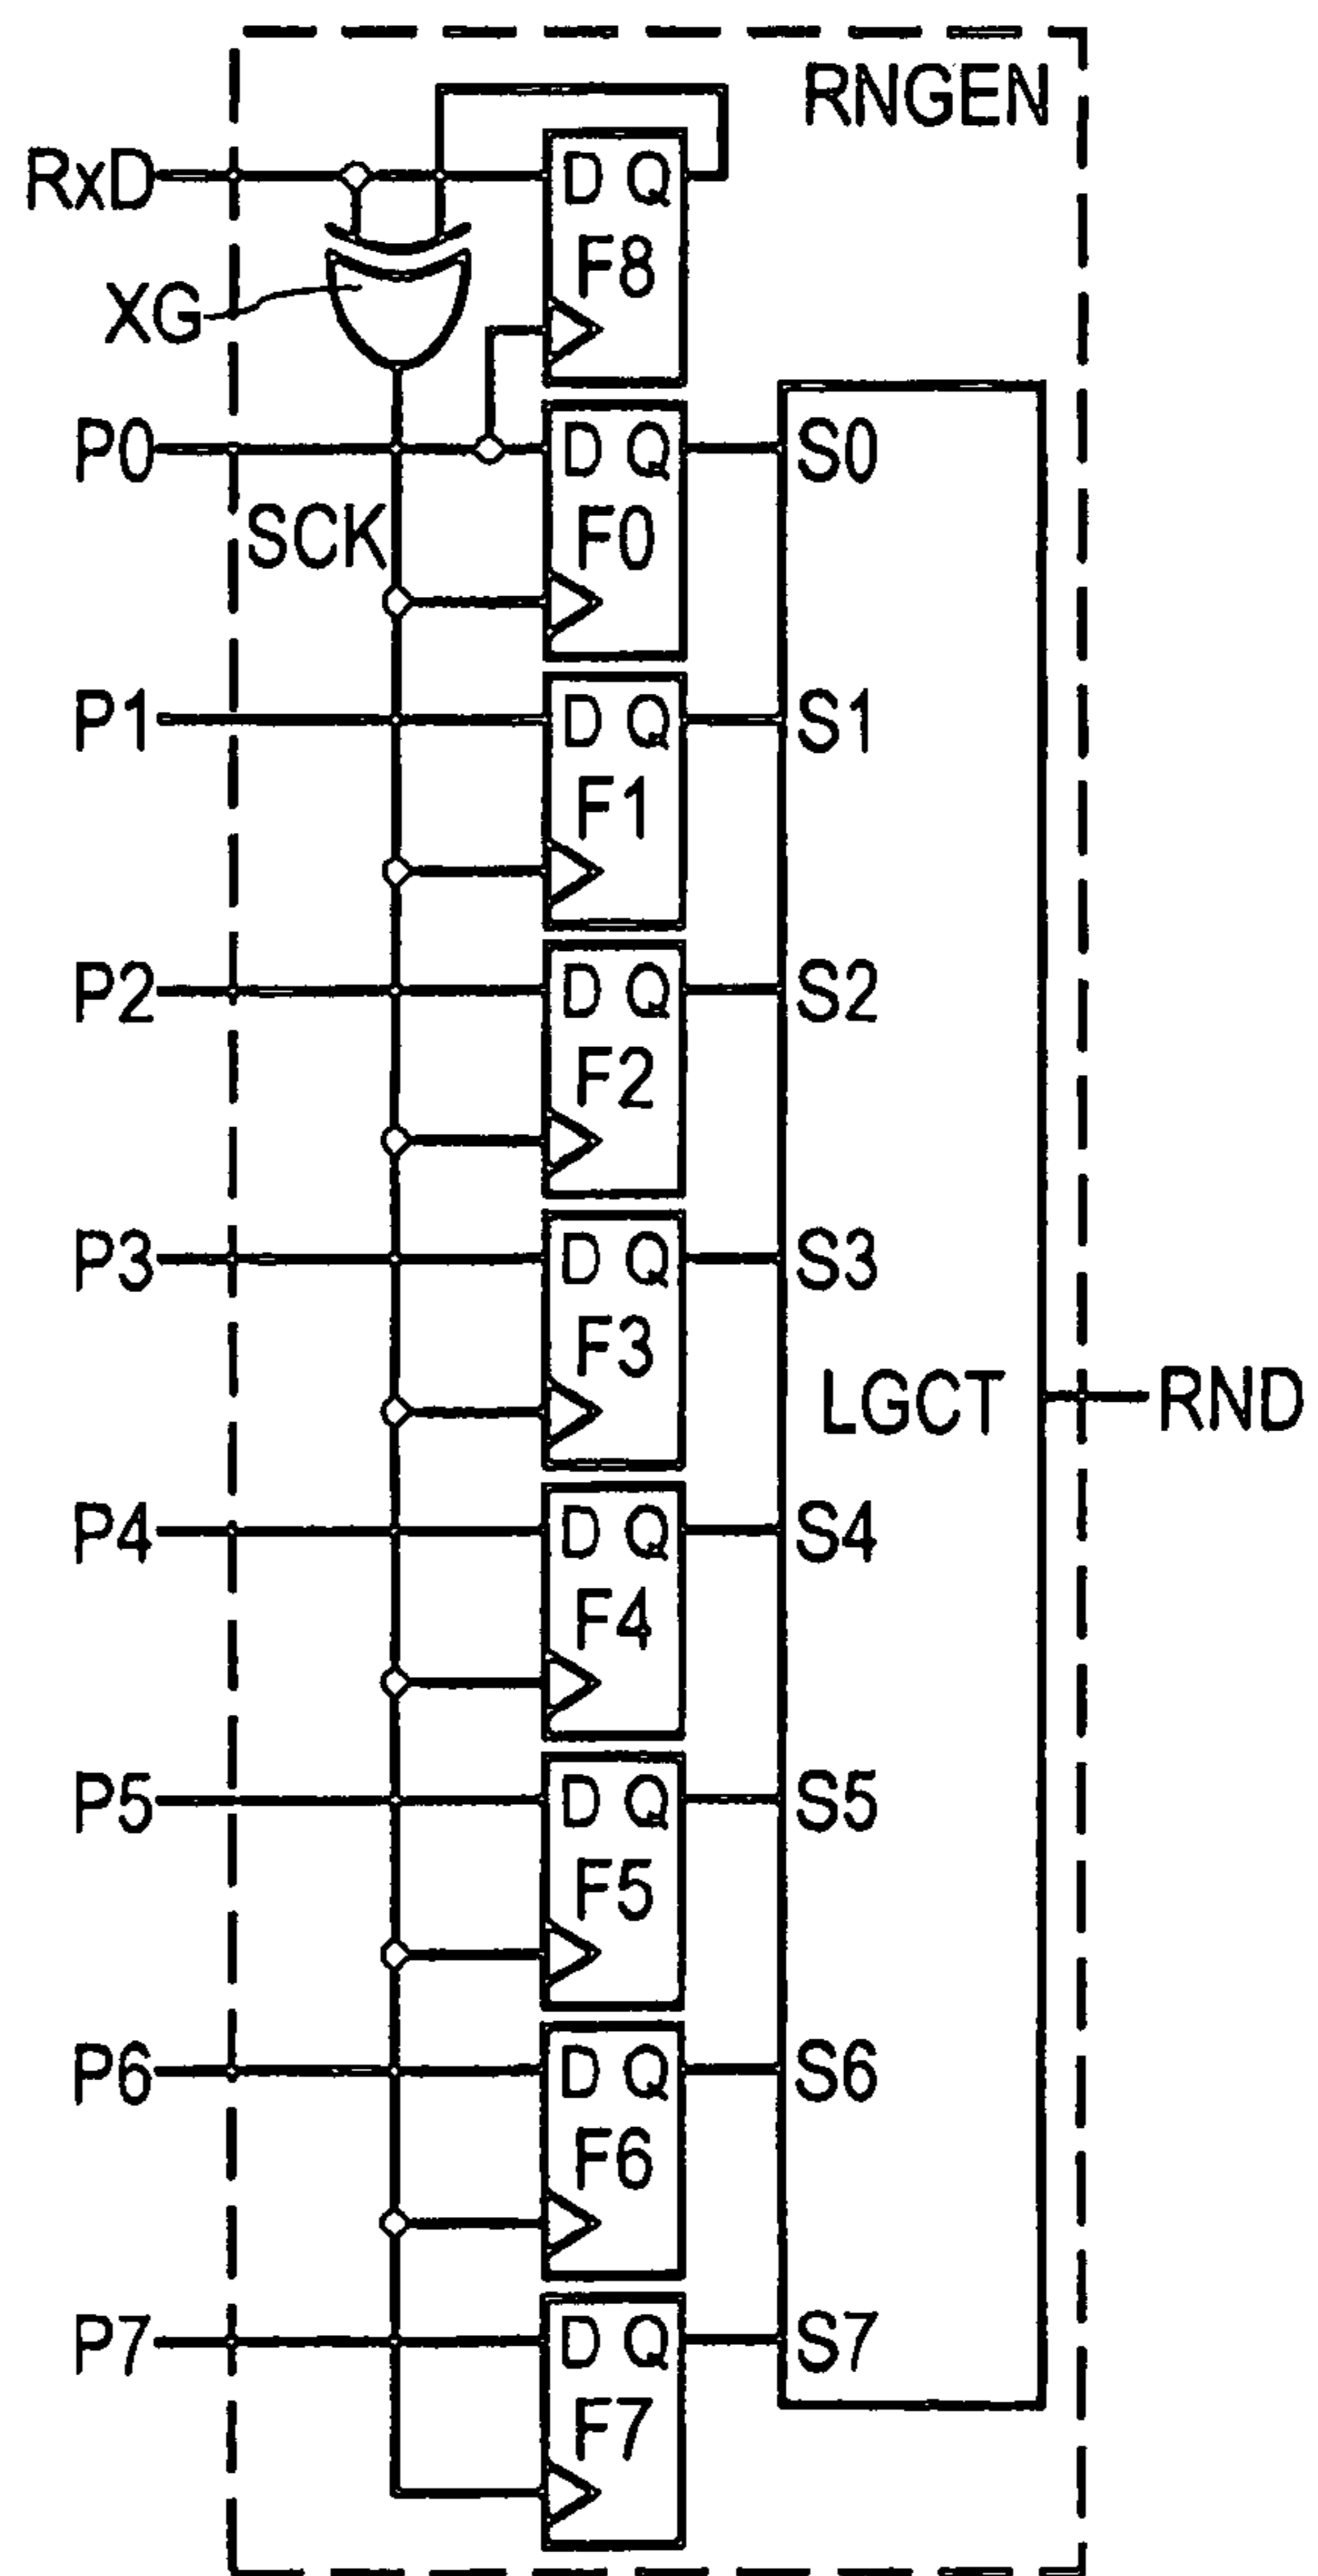 RNGEN
RxD
D Q
F8
XG
P0
D Q
S0
SCK
F0
P1
D Q
S1
F1
P2
D Q
S2
F2
P3
D Q
S3
F3
LGCT
RND
P4
D Q
S4
F4
P5
D Q
S5
F5
P6
D Q
S6
F6
P7
D Q
S7
F7